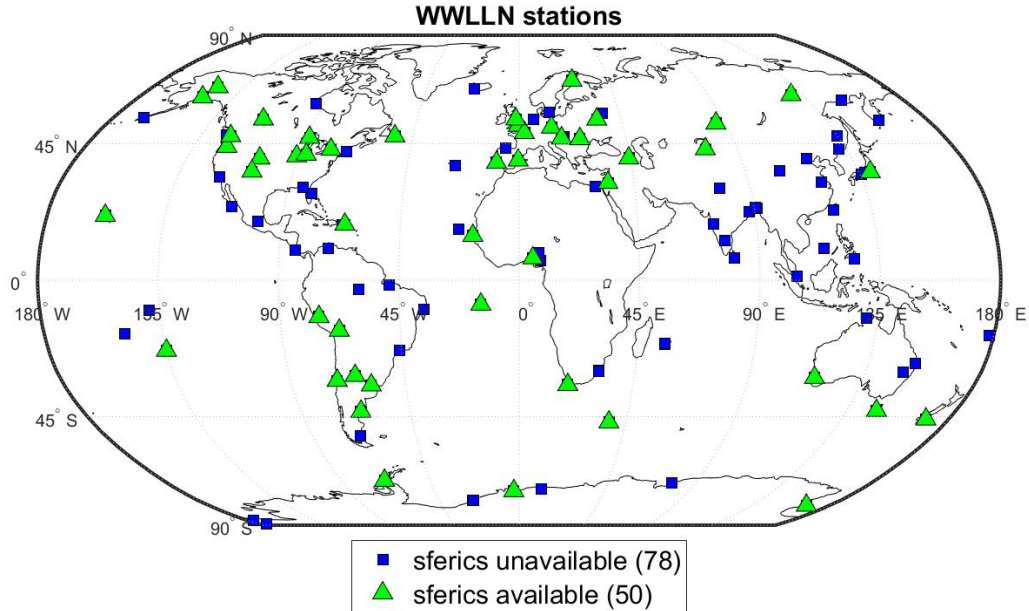 WWLLN stations
90° N
45° N
0°
180° W
135° W
90° W
45° W
0°
45° E
90° E
135° E
180° E
45° S
90° S
sferics unavailable (78)
sferics available (50)